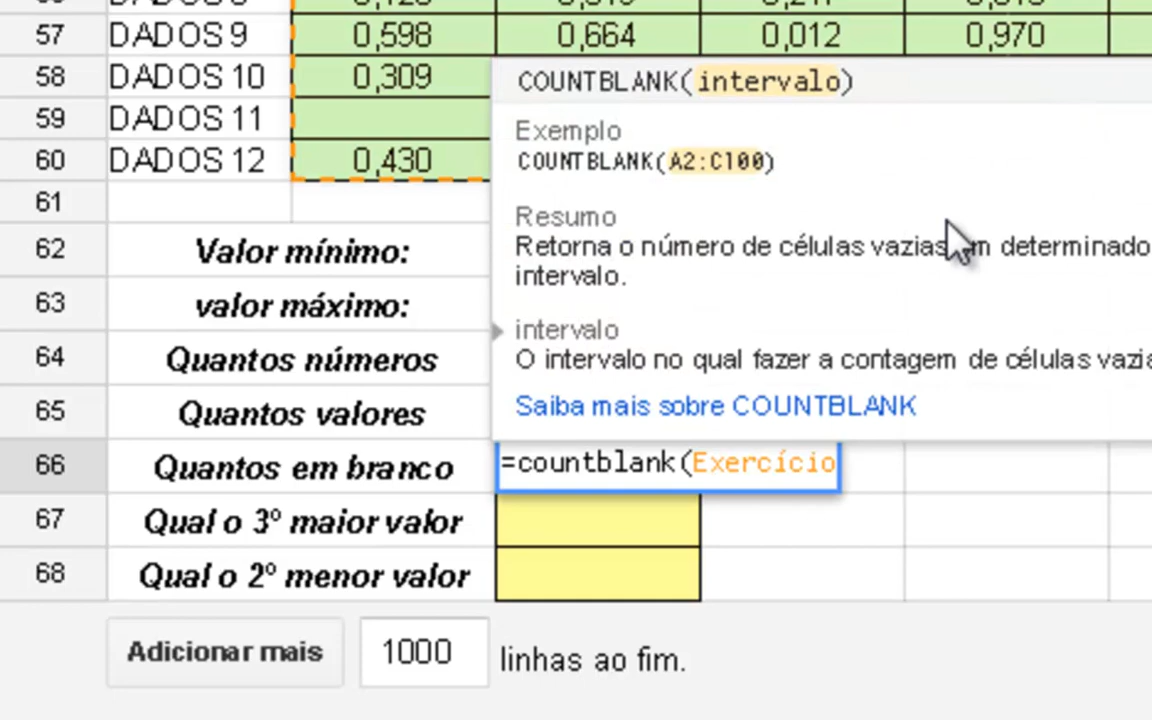 57 DADOS 9 0,598 0,664 0,012 0,970
58 DADOS 10 0,309 COUNTBLANK(intervalo)
59 DADOS 11 Exemplo
60 DADOS 12 0,430 COUNTBLANK(A2:C100)
61 Resumo
62 Valor mínimo: Retorna o número de células vazias em determinado
intervalo.
63 valor máximo:
64 Quantos números intervalo
O intervalo no qual fazer a contagem de células
65 Quantos valores Saiba mais sobre COUNTBLANK
66 Quantos em branco =countblank(Exercício
67 Qual o 3º maior valor
68 Qual o 2º menor valor
Adicionar mais 1000 linhas ao fim.